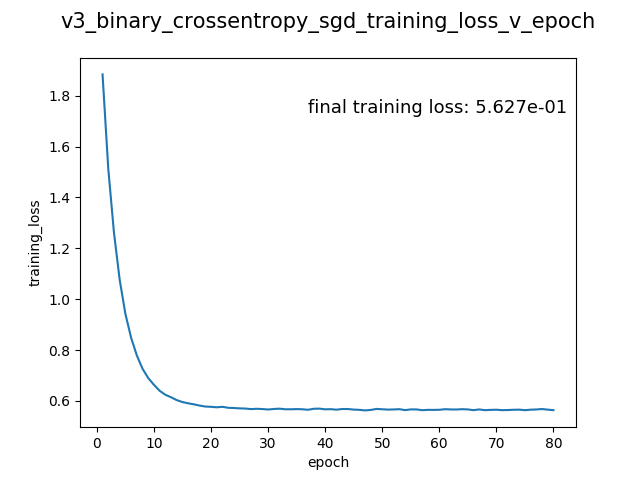 v3_binary_crossentropy_sgd_training_loss_v_epoch
final training loss: 5.627e-01
training_loss
1.8
1.6
1.4
1.2
1.0
0.8
0.6
0 10 20 30 40 50 60 70 80
epoch